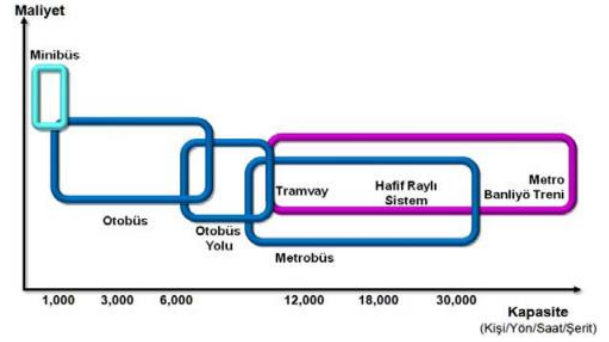 Maliyet
Minibüs
Otobüs
Otobüs
Yolu
Tramvay
Hafif Raylı
Sistem
Metro
Banliyö Treni
Metrobüs
1,000 3,000 6,000 12,000 18,000 30,000
Kapasite
(Kişi/Yön/Saat/Şerit)